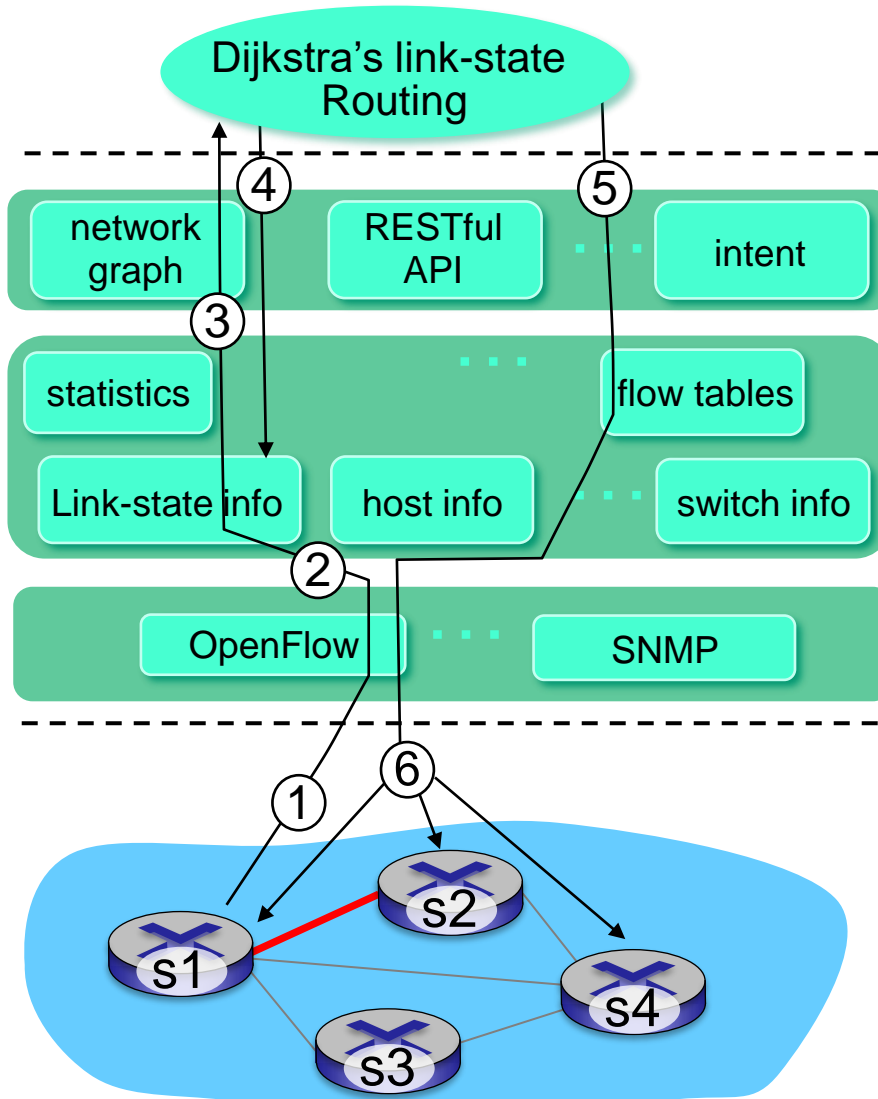 Dijkstra’s link-state
Routing
4
5
network
graph
RESTful
API
. . .
intent
3
. . .
statistics
flow tables
Link-state info
host info
. . .
switch info
2
. . .
OpenFlow
SNMP
1
6
s2
s1
s4
s3